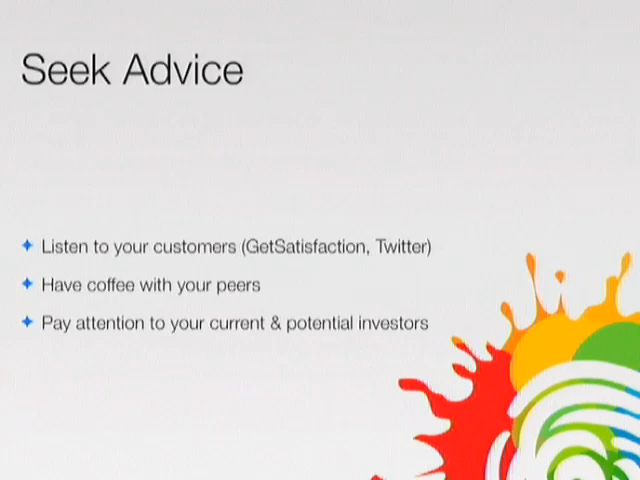 Seek Advice
Listen to your customers (GetSatisfaction, Twitter)
Have coffee with your peers
Pay attention to your current & potential investors